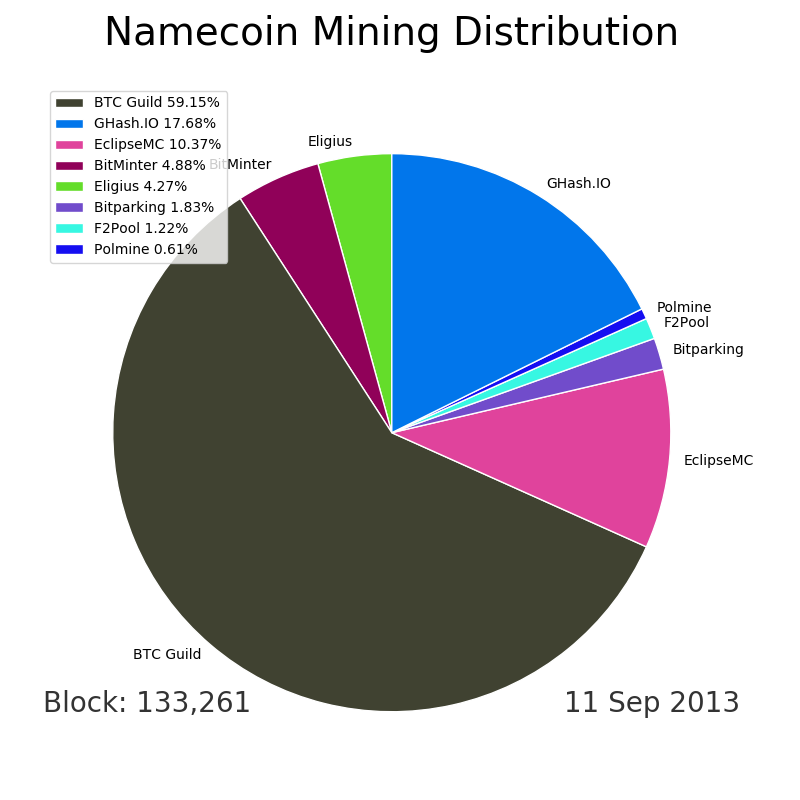 Namecoin Mining Distribution
BTC Guild 59.15%
GHash.IO 17.68%
EclipseMC 10.37%
BitMinter 4.88%
Eligius 4.27%
Bitparking 1.83%
F2Pool 1.22%
Polmine 0.61%
Eligius
BitMinter
GHash.IO
Polmine
F2Pool
Bitparking
EclipseMC
BTC Guild
Block: 133,261
11 Sep 2013